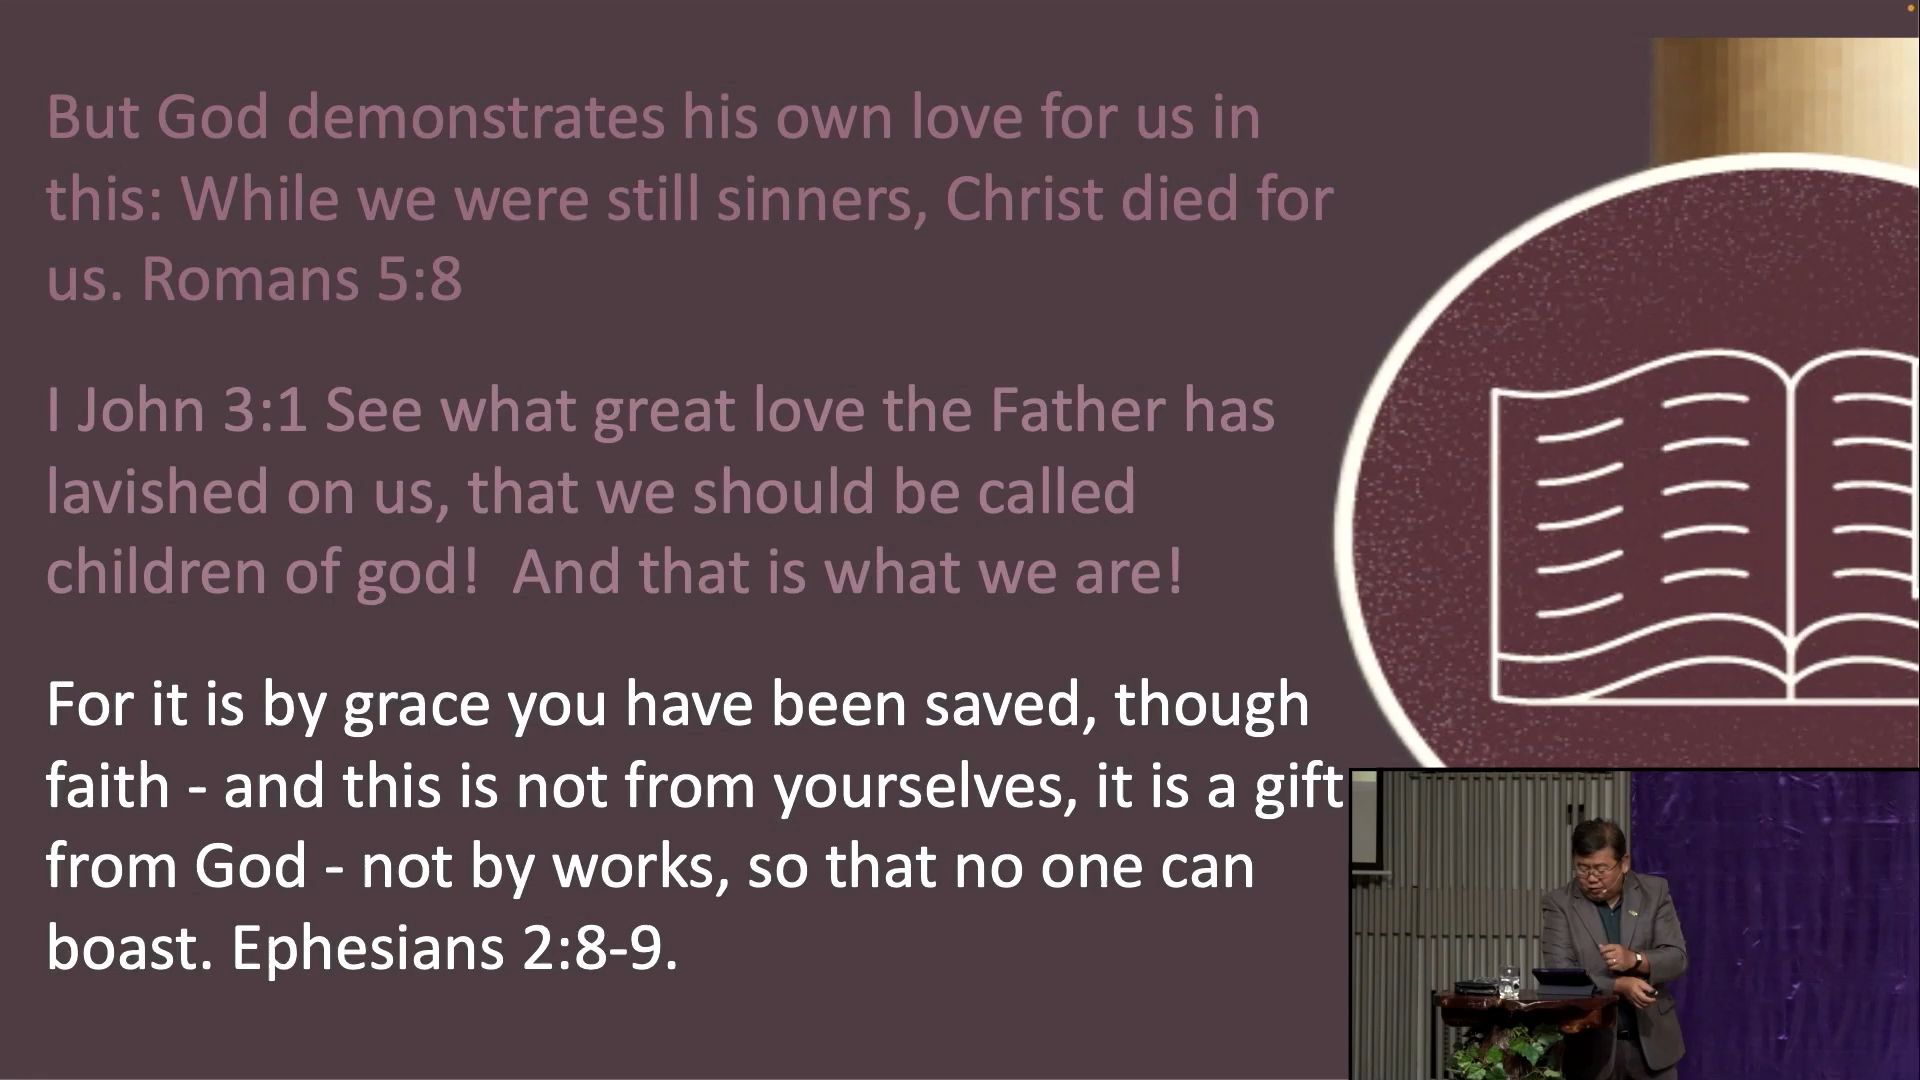 But God demonstrates his own love for us in
this: While we were still sinners, Christ died for
us. Romans 5:8
I John 3:1 See what great love the Father has
lavished on us, that we should be called
children of god!  And that is what we are!
For it is by grace you have been saved, though
faith - and this is not from yourselves, it is a gift
from God - not by works, so that no one can
boast. Ephesians 2:8-9.